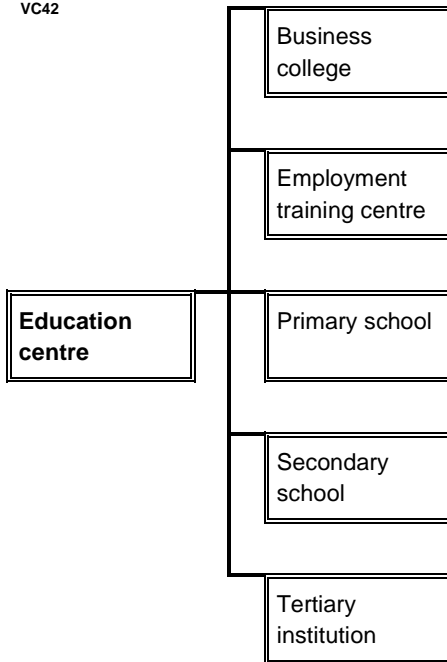 VC42
Business
college
Employment
training centre
Education
centre
Primary school
Secondary
school
Tertiary
institution